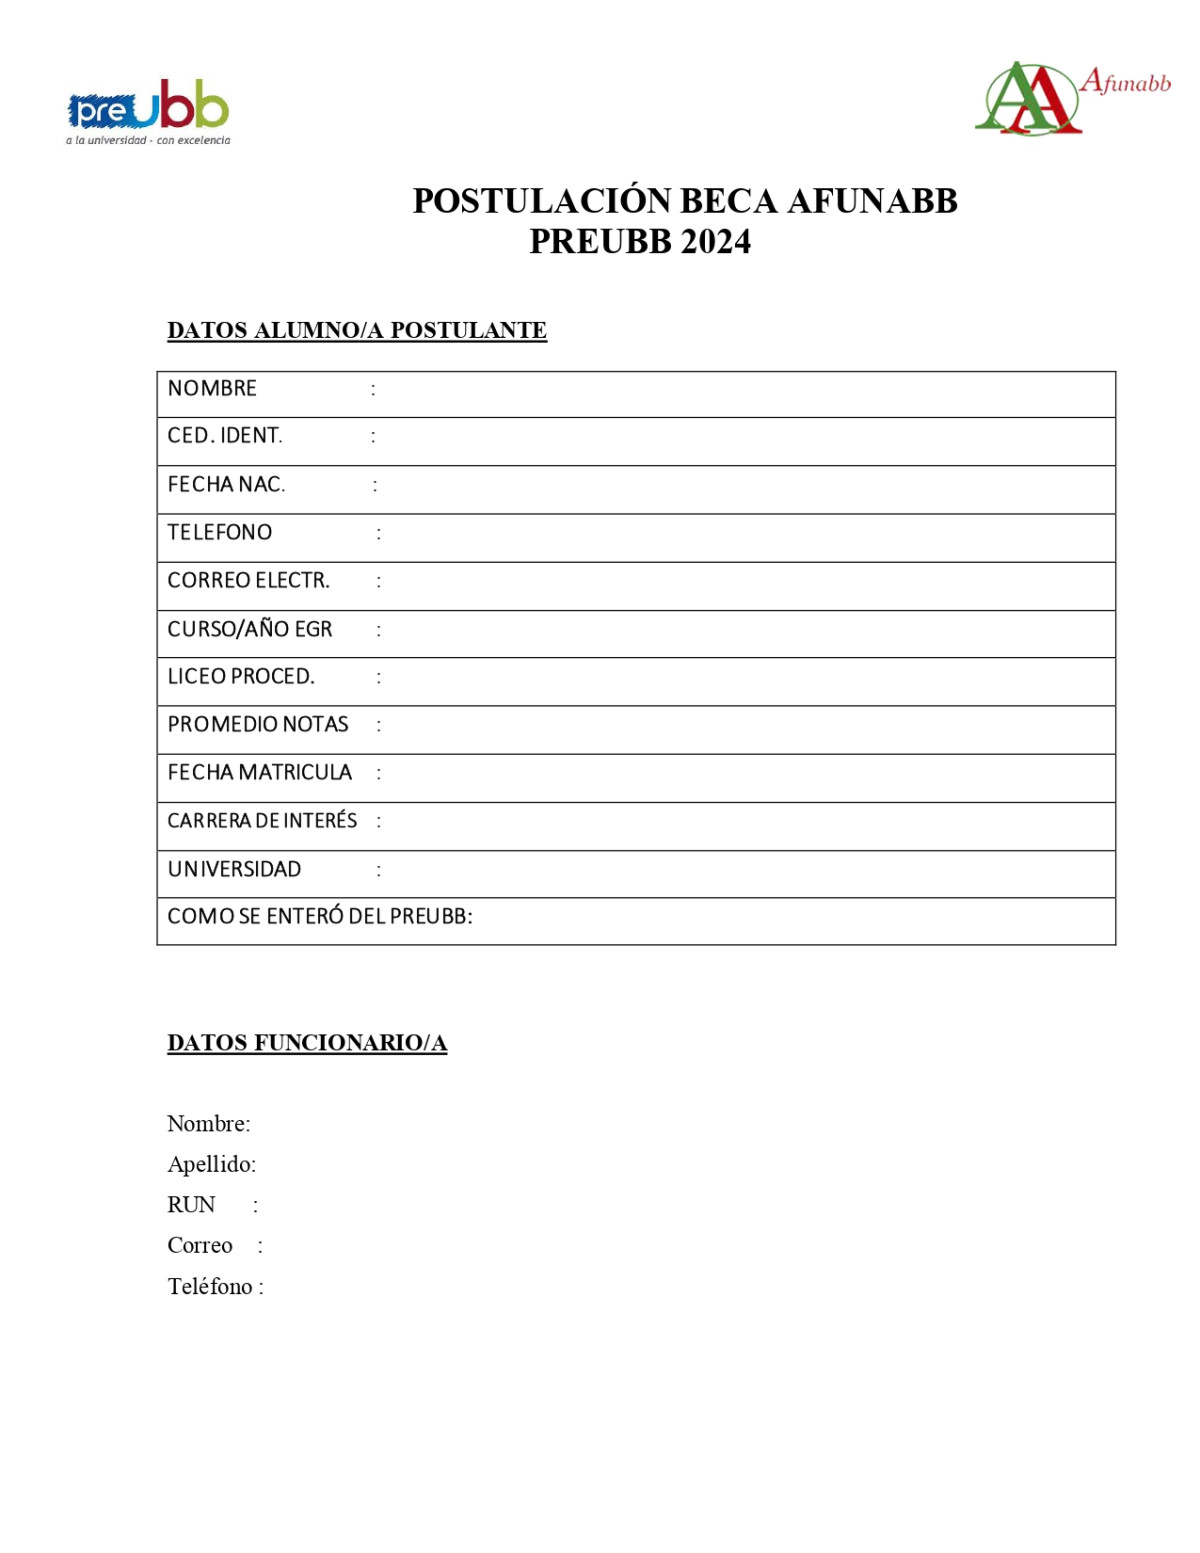 preubb
a la universidad - con excelencia
AA Afunabb
POSTULACIÓN BECA AFUNABB
PREUBB 2024
DATOS ALUMNO/A POSTULANTE
NOMBRE :
CED. IDENT. :
FECHA NAC. :
TELEFONO :
CORREO ELECTR. :
CURSO/AÑO EGR :
LICEO PROCED. :
PROMEDIO NOTAS :
FECHA MATRICULA :
CARRERA DE INTERÉS :
UNIVERSIDAD :
COMO SE ENTERÓ DEL PREUBB:
DATOS FUNCIONARIO/A
Nombre:
Apellido:
RUN :
Correo :
Teléfono :